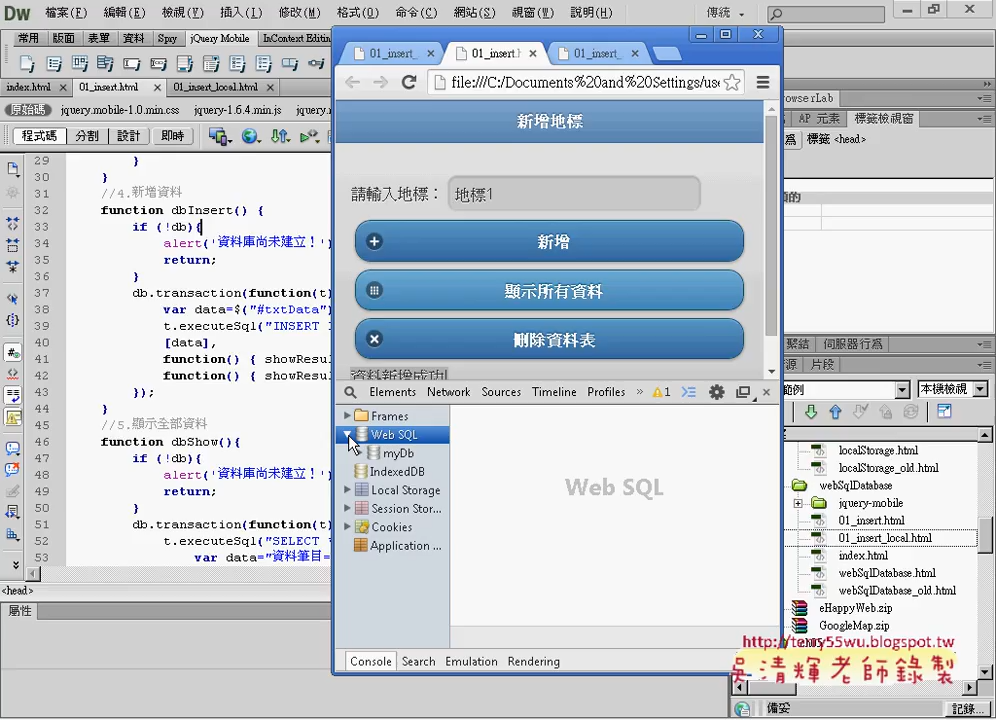 Dw 檔案(F) 編輯(E) 檢視(V) 插入(I) 修改(M) 格式(O) 命令(C) 網站(S) 視窗(W) 說明(H) 傳統
常用 版面 表單 資料 Spry jQuery Mobile InContext Editing
index.html 01_insert.html 01_insert_local.html
原始碼 jquery.mobile-1.0.min.css jquery-1.6.4.min.js jquery.
程式碼 分割 設計 即時
29 }
30 }
31 //4.新增資料
32 function dbInsert() {
33 if (!db){
34 alert('資料庫尚未建立！')
35 return;
36 }
37 db.transaction(function(t)
38 var data=$("#txtData")
39 t.executeSql("INSERT I
40 [data],
41 function() { showResul
42 function() { showResul
43 });
44 }
45 //5.顯示全部資料
46 function dbShow(){
47 if (!db){
48 alert('資料庫尚未建立！')
49 return;
50 }
51 db.transaction(function(t)
52 t.executeSql("SELECT
53 var data="資料筆目=
<head>
屬性
01_insert_ 01_insert.h 01_insert_
file:///C:/Documents%20and%20Settings/use
新增地標
請輸入地標：
地標1
新增
顯示所有資料
刪除資料表
資料新增成功!
Elements Network Sources Timeline Profiles » 1
Frames
Web SQL
myDb
IndexedDB
Local Storage
Session Stor...
Cookies
Application ...
Web SQL
Console Search Emulation Rendering
rowserLab
AP 元素 標籤檢視窗
標籤 <head>
的
繫結 伺服器行為
源 片段
範例 本機檢視
localStorage.html
localStorage_old.html
webSqlDatabase
jquery-mobile
01_insert.html
01_insert_local.html
index.html
webSqlDatabase.html
webSqlDatabase_old.html
eHappyWeb.zip
GoogleMap.zip
http://terry55wu.blogspot.tw
吳清輝老師錄製
備妥 記錄...